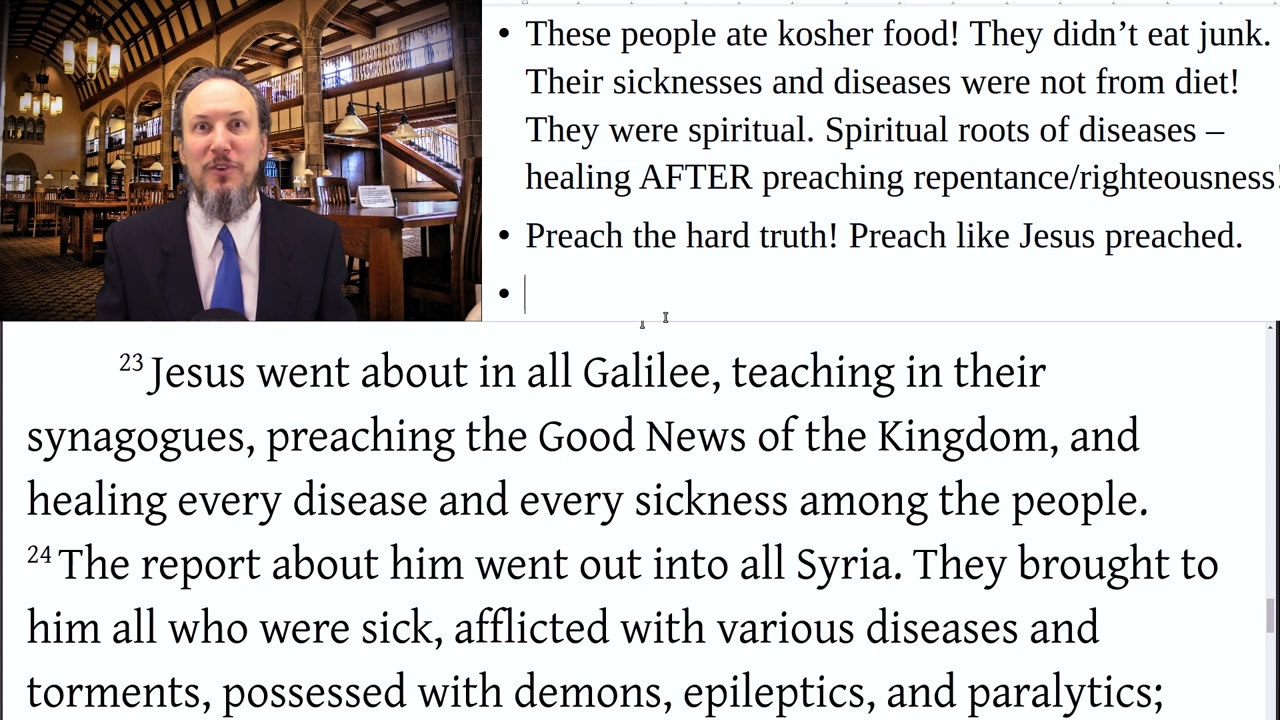 • These people ate kosher food! They didn’t eat junk.
Their sicknesses and diseases were not from diet!
They were spiritual. Spiritual roots of diseases –
healing AFTER preaching repentance/righteousness!
• Preach the hard truth! Preach like Jesus preached.
•
23 Jesus went about in all Galilee, teaching in their
synagogues, preaching the Good News of the Kingdom, and
healing every disease and every sickness among the people.
24 The report about him went out into all Syria. They brought to
him all who were sick, afflicted with various diseases and
torments, possessed with demons, epileptics, and paralytics;